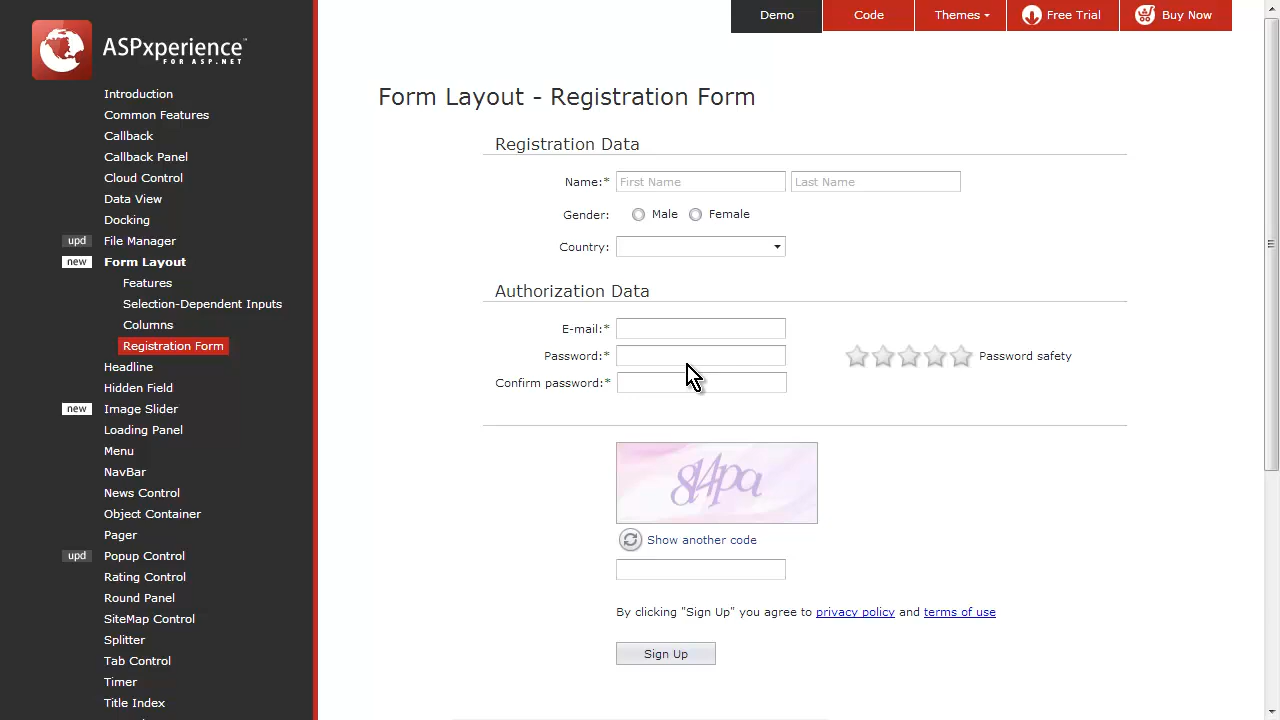 Demo
Code
Themes
Free Trial
Buy Now
ASPxperience
FOR ASP.NET
Introduction
Common Features
Callback
Callback Panel
Cloud Control
Data View
Docking
upd File Manager
new Form Layout
Features
Selection-Dependent Inputs
Columns
Registration Form
Headline
Hidden Field
new Image Slider
Loading Panel
Menu
NavBar
News Control
Object Container
Pager
upd Popup Control
Rating Control
Round Panel
SiteMap Control
Splitter
Tab Control
Timer
Title Index
Form Layout - Registration Form
Registration Data
Name:* First Name Last Name
Gender: Male Female
Country:
Authorization Data
E-mail:*
Password:* Password safety
Confirm password:*
84pa
Show another code
By clicking "Sign Up" you agree to privacy policy and terms of use
Sign Up